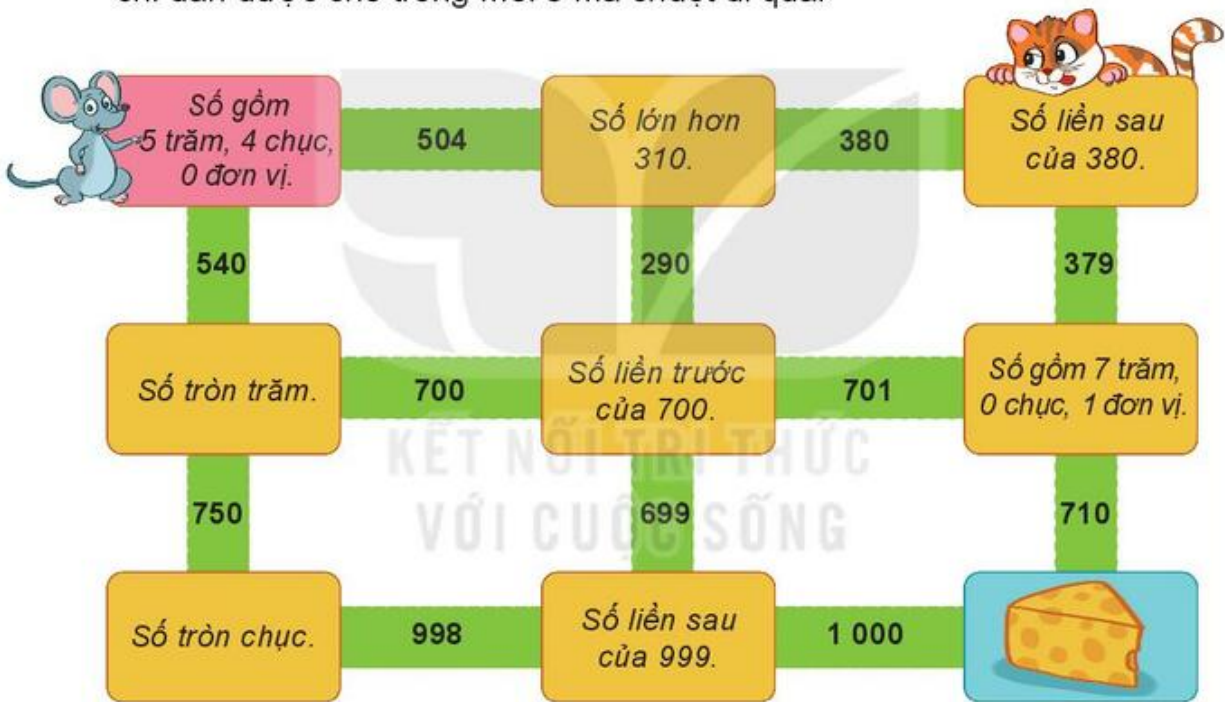 Số gồm
5 trăm, 4 chục,
0 đơn vị.
504
Số lớn hơn
310.
380
Số liền sau
của 380.
540
290
379
Số tròn trăm.
700
Số liền trước
của 700.
701
Số gồm 7 trăm,
0 chục, 1 đơn vị.
KẾT NỐI TRI THỨC
VỚI CUỘC SỐNG
750
699
710
Số tròn chục.
998
Số liền sau
của 999.
1 000